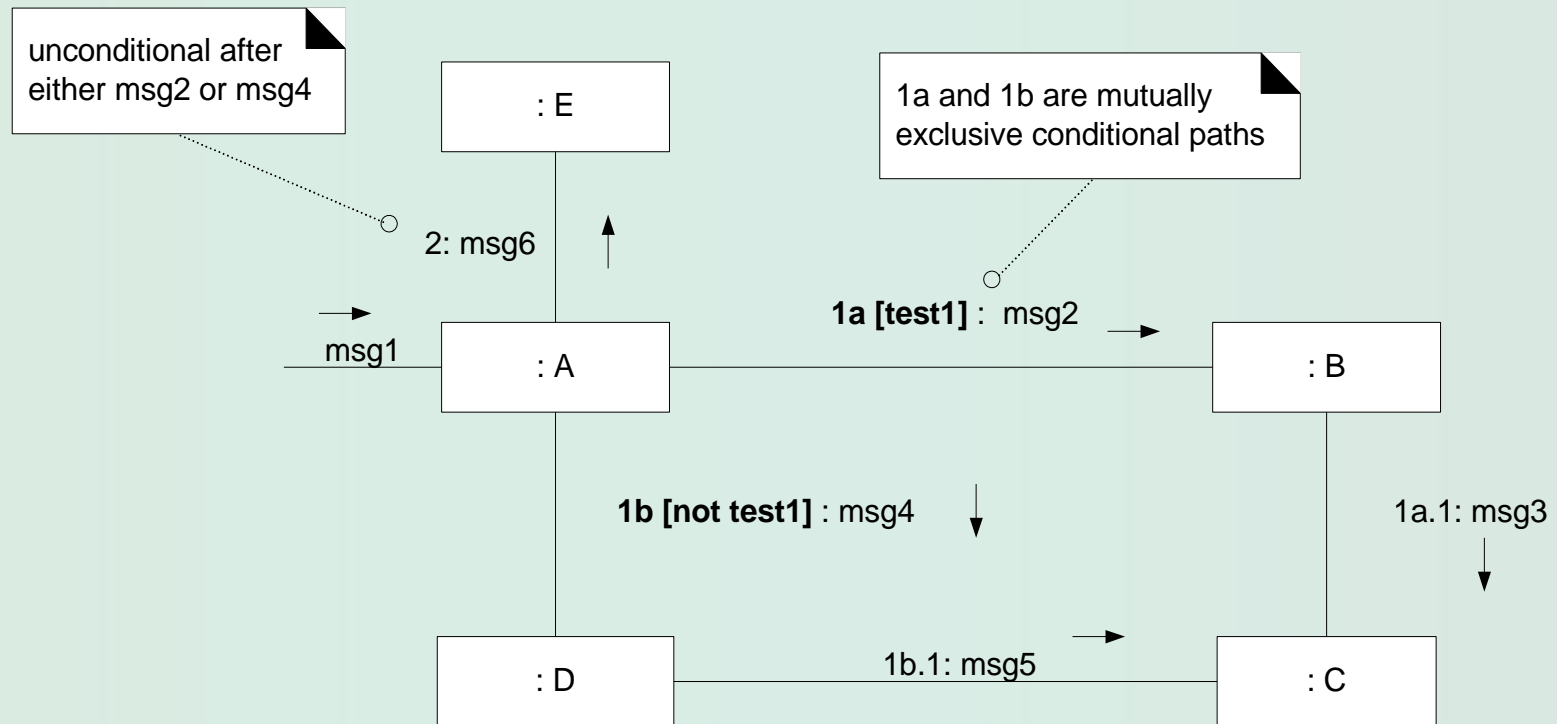 unconditional after
either msg2 or msg4
: E
1a and 1b are mutually
exclusive conditional paths
2: msg6
1a [test1] : msg2
msg1
: A
: B
1b [not test1] : msg4
1a.1: msg3
: D
1b.1: msg5
: C